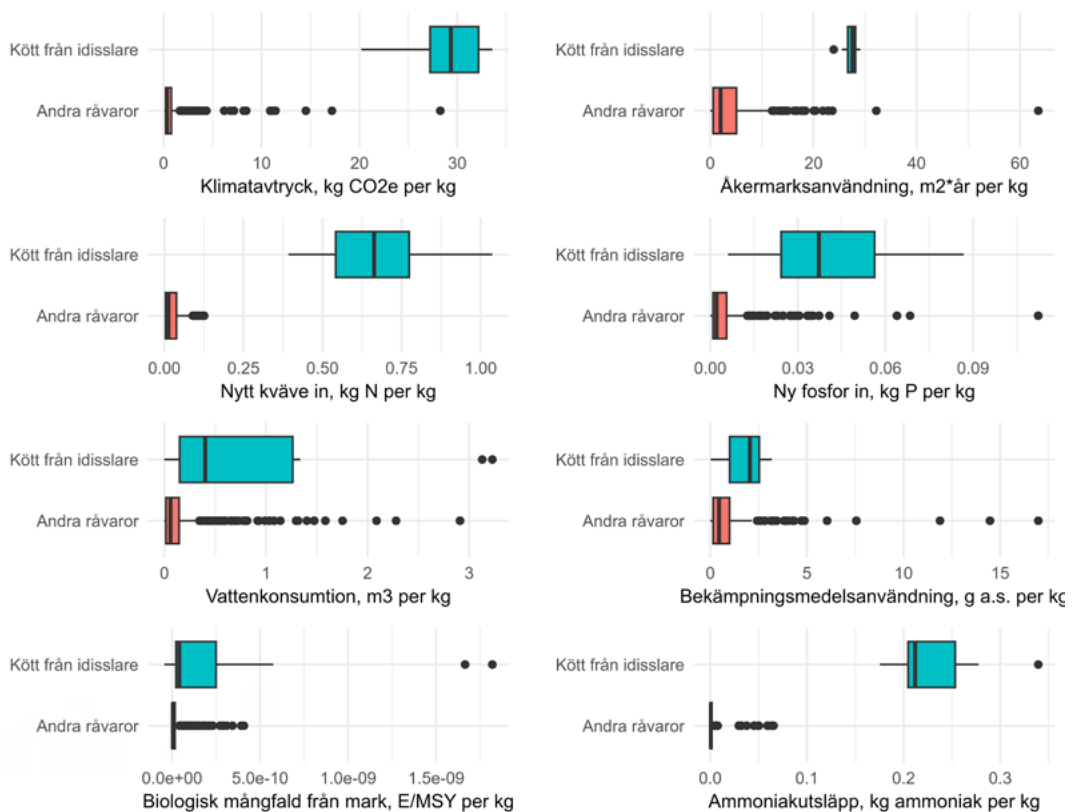 Kött från idisslare
Andra råvaror
0 10 20 30
Klimatavtryck, kg CO2e per kg
Kött från idisslare
Andra råvaror
0 20 40 60
Åkermarksanvändning, m2*år per kg
Kött från idisslare
Andra råvaror
0.00 0.25 0.50 0.75 1.00
Nytt kväve in, kg N per kg
Kött från idisslare
Andra råvaror
0.00 0.03 0.06 0.09
Ny fosfor in, kg P per kg
Kött från idisslare
Andra råvaror
0 1 2 3
Vattenkonsumtion, m3 per kg
Kött från idisslare
Andra råvaror
0 5 10 15
Bekämpningsmedelsanvändning, g a.s. per kg
Kött från idisslare
Andra råvaror
0.0e+00 5.0e-10 1.0e-09 1.5e-09
Biologisk mångfald från mark, E/MSY per kg
Kött från idisslare
Andra råvaror
0.0 0.1 0.2 0.3
Ammoniakutsläpp, kg ammoniak per kg